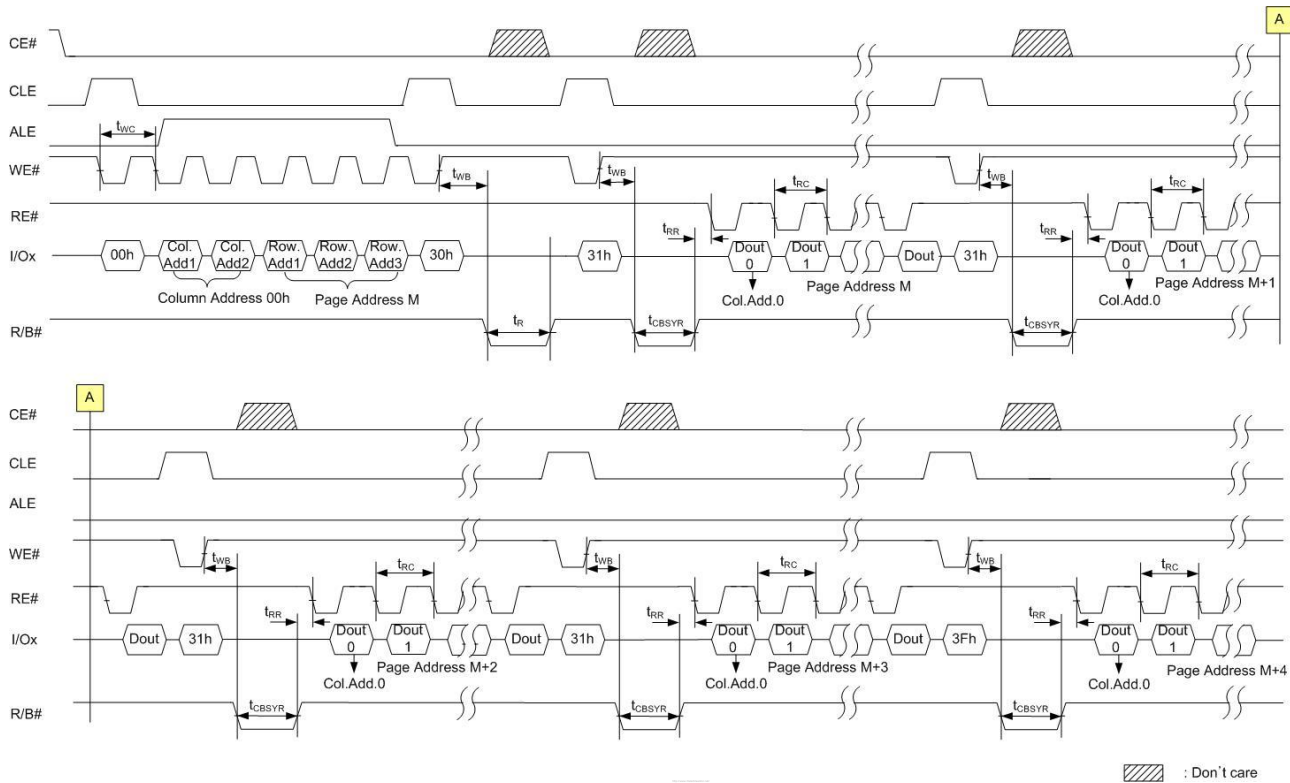 A
CE#
CLE
ALE
tWC
WE#
tWB
tWB
tWB
RE#
tRC
tRC
tRR
tRR
I/Ox
00h
Col. Add1
Col. Add2
Row. Add1
Row. Add2
Row. Add3
30h
31h
Dout 0
Dout 1
Dout
31h
Dout 0
Dout 1
Column Address 00h
Page Address M
Col.Add.0
Page Address M
Col.Add.0
Page Address M+1
R/B#
tR
tCBSYR
tCBSYR
A
CE#
CLE
ALE
WE#
tWB
tWB
tWB
RE#
tRC
tRC
tRC
tRR
tRR
tRR
I/Ox
Dout
31h
Dout 0
Dout 1
Dout
31h
Dout 0
Dout 1
Dout
3Fh
Dout 0
Dout 1
Col.Add.0
Page Address M+2
Col.Add.0
Page Address M+3
Col.Add.0
Page Address M+4
R/B#
tCBSYR
tCBSYR
tCBSYR
: Don't care